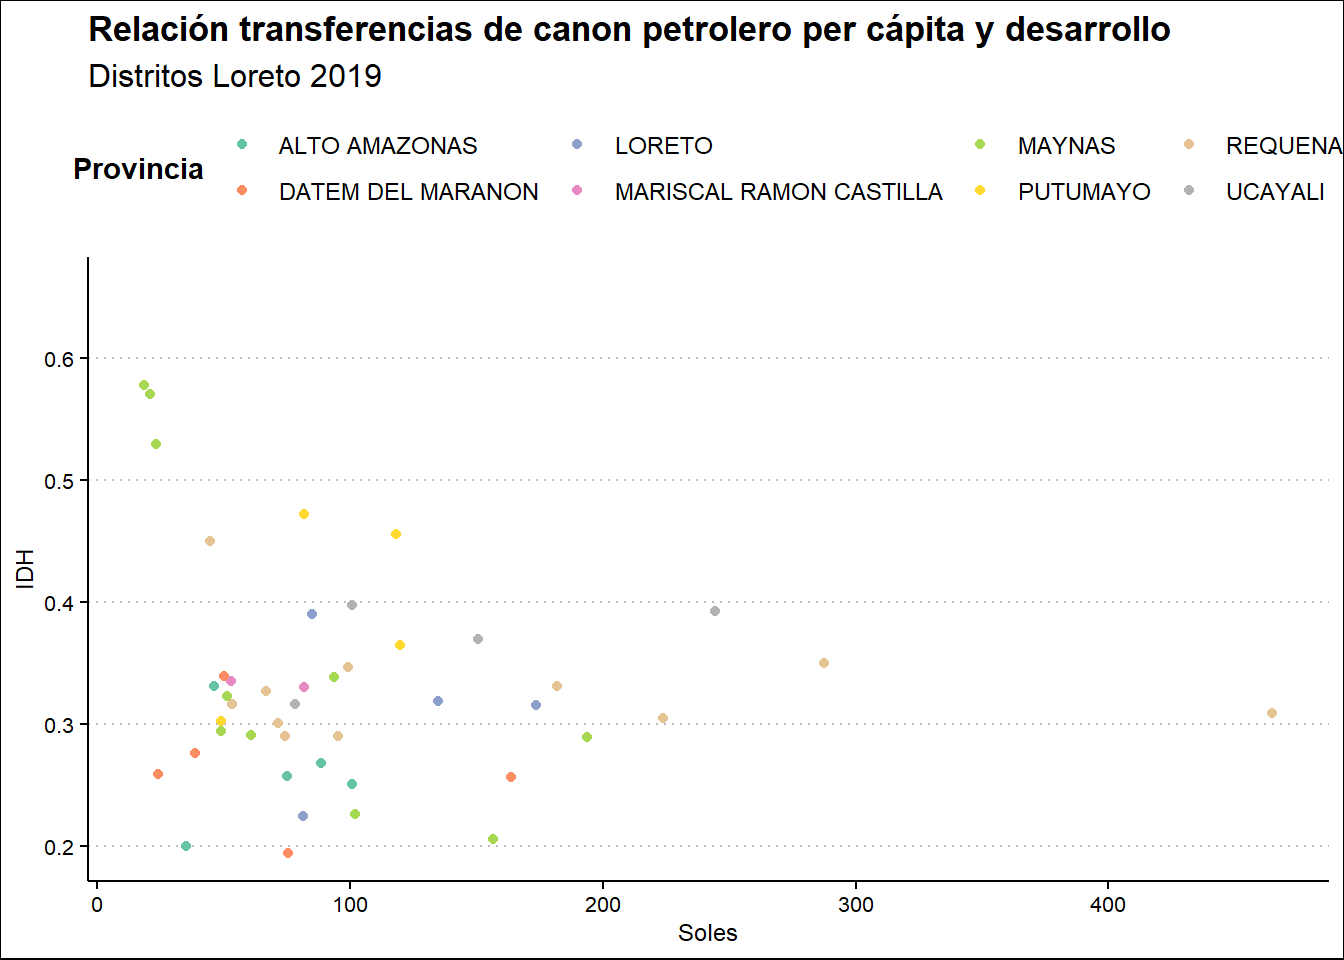 Relación transferencias de canon petrolero per cápita y desarrollo
Distritos Loreto 2019
Provincia
ALTO AMAZONAS LORETO MAYNAS REQUENA
DATEM DEL MARANON MARISCAL RAMON CASTILLA PUTUMAYO UCAYALI
IDH
0.6
0.5
0.4
0.3
0.2
0 100 200 300 400
Soles